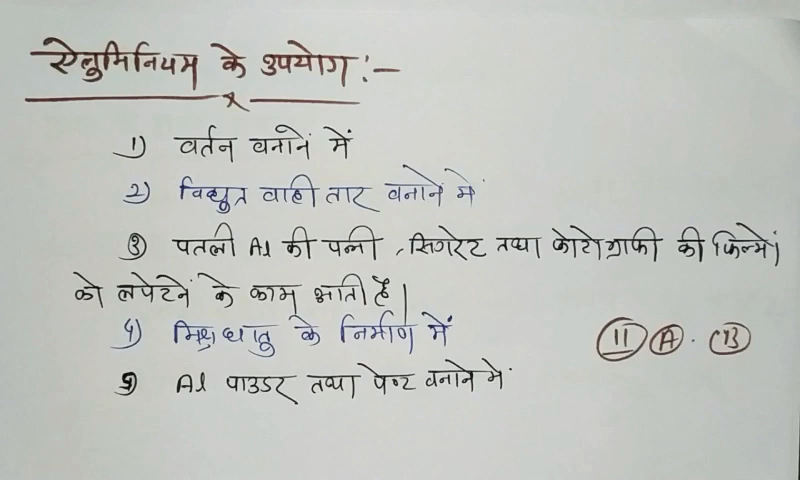 ऐलुमिनियम के उपयोग :-
1) वर्तन वनानें में
2) विद्युत वाही तार वनानें में
3) पतली Al की पन्नी , सिगरेट तथा फोटोग्राफी की फिल्मों
को लपेटनें के काम आती है।
4) मिश्रधातु के निर्माण में
11 A . 13
5) Al पाउडर तथा पेण्ट वनाने में